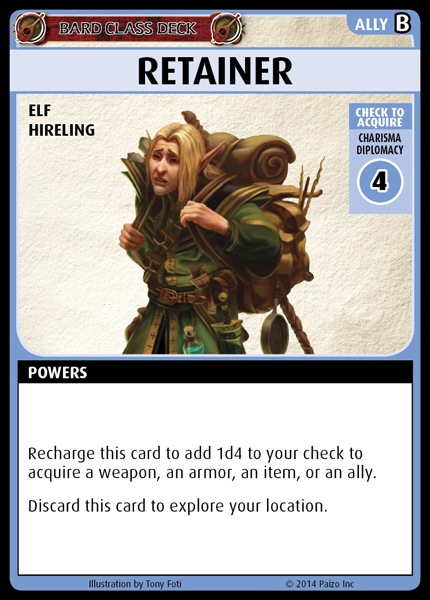 BARD CLASS DECK
ALLY B
RETAINER
ELF
HIRELING
CHECK TO
ACQUIRE
CHARISMA
DIPLOMACY
4
POWERS
Recharge this card to add 1d4 to your check to
acquire a weapon, an armor, an item, or an ally.
Discard this card to explore your location.
Illustration by Tony Foti
© 2014 Paizo Inc